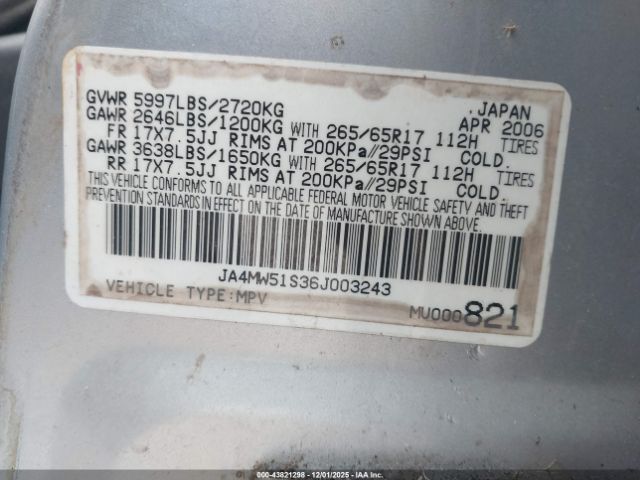 GVWR 5997LBS/2720KG JAPAN
GAWR 2646LBS/1200KG WITH 265/65R17 112H APR 2006 TIRES
FR 17X7.5JJ RIMS AT 200KPa//29PSI COLD.
GAWR 3638LBS/1650KG WITH 265/65R17 112H TIRES
RR 17X7.5JJ RIMS AT 200KPa//29PSI COLD.
THIS VEHICLE CONFORMS TO ALL APPLICABLE FEDERAL MOTOR VEHICLE SAFETY AND THEFT
PREVENTION STANDARDS IN EFFECT ON THE DATE OF MANUFACTURE SHOWN ABOVE.
JA4MW51S36J003243
VEHICLE TYPE:MPV MU000821
000-43821298 - 12/01/2025 - IAAI.com